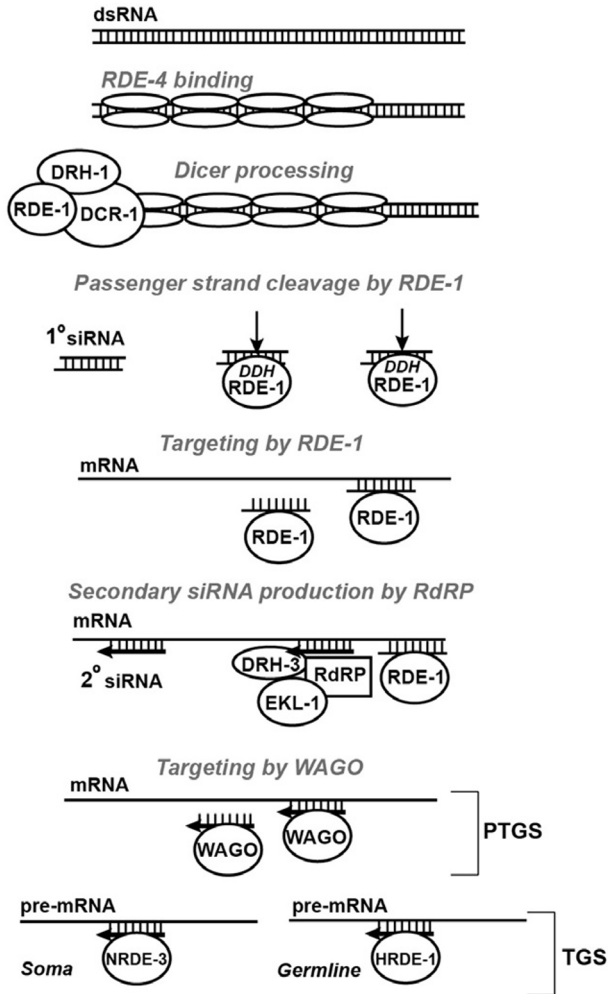 dsRNA
RDE-4 binding
Dicer processing
DRH-1
RDE-1
DCR-1
Passenger strand cleavage by RDE-1
1° siRNA
DDH
RDE-1
DDH
RDE-1
Targeting by RDE-1
mRNA
RDE-1
RDE-1
Secondary siRNA production by RdRP
mRNA
2° siRNA
DRH-3
RdRP
EKL-1
RDE-1
Targeting by WAGO
mRNA
WAGO
WAGO
PTGS
pre-mRNA
pre-mRNA
NRDE-3
HRDE-1
Soma
Germline
TGS